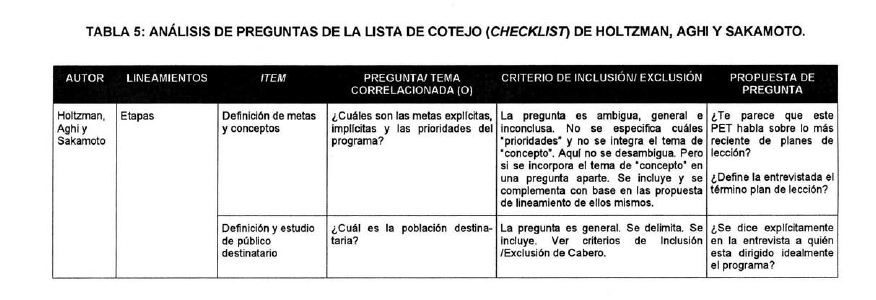 TABLA 5: ANÁLISIS DE PREGUNTAS DE LA LISTA DE COTEJO (CHECKLIST) DE HOLTZMAN, AGHI Y SAKAMOTO.
AUTOR
LINEAMIENTOS
ITEM
PREGUNTA/ TEMA
CORRELACIONADA (O)
CRITERIO DE INCLUSIÓN/ EXCLUSIÓN
PROPUESTA DE
PREGUNTA
Holtzman,
Aghi y
Sakamoto
Etapas
Definición de metas
y conceptos
¿Cuáles son las metas explícitas,
implícitas y las prioridades del
programa?
La pregunta es ambigua, general e
inconclusa. No se especifica cuáles
"prioridades" y no se integra el tema de
"concepto". Aquí no se desambigua. Pero
si se incorpora el tema de "concepto" en
una pregunta aparte. Se incluye y se
complementa con base en las propuesta
de lineamiento de ellos mismos.
¿Te parece que este
PET habla sobre lo más
reciente de planes de
lección?
¿Define la entrevistada el
término plan de lección?
Definición y estudio
de público
destinatario
¿Cuál es la población destina-
taria?
La pregunta es general. Se delimita. Se
incluye. Ver criterios de Inclusión
/Exclusión de Cabero.
¿Se dice explícitamente
en la entrevista a quién
esta dirigido idealmente
el programa?